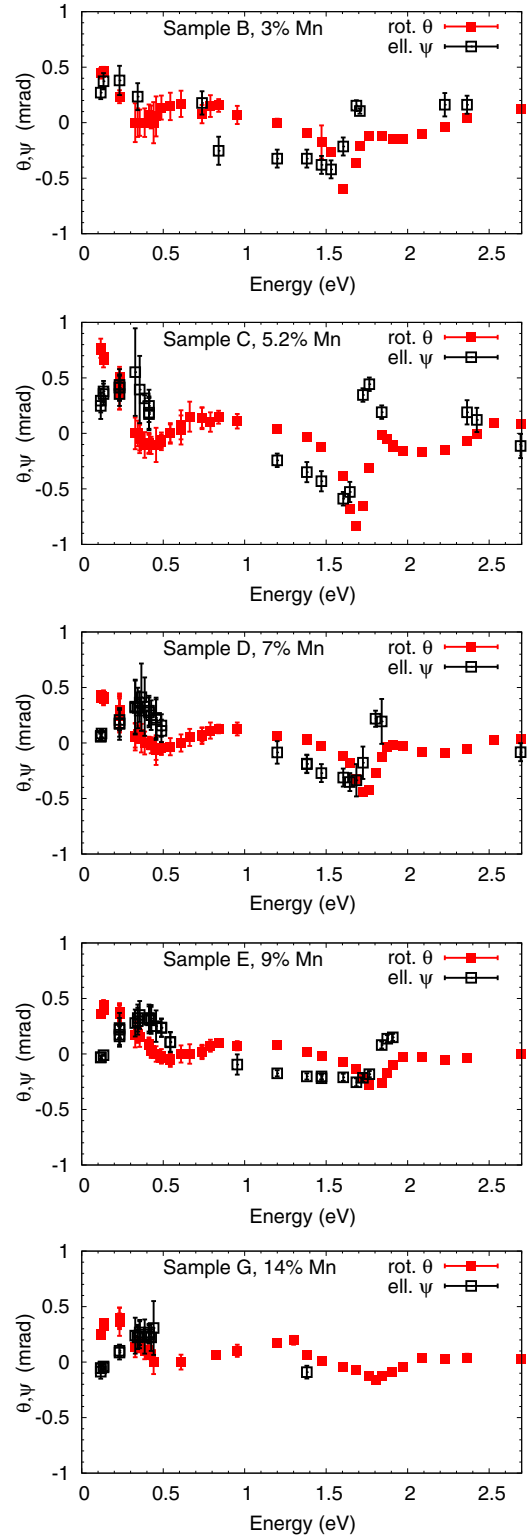 Sample B, 3% Mn
rot. θ
ell. ψ
θ,ψ (mrad)
1
0.5
0
-0.5
-1
0 0.5 1 1.5 2 2.5
Energy (eV)
Sample C, 5.2% Mn
rot. θ
ell. ψ
θ,ψ (mrad)
1
0.5
0
-0.5
-1
0 0.5 1 1.5 2 2.5
Energy (eV)
Sample D, 7% Mn
rot. θ
ell. ψ
θ,ψ (mrad)
1
0.5
0
-0.5
-1
0 0.5 1 1.5 2 2.5
Energy (eV)
Sample E, 9% Mn
rot. θ
ell. ψ
θ,ψ (mrad)
1
0.5
0
-0.5
-1
0 0.5 1 1.5 2 2.5
Energy (eV)
Sample G, 14% Mn
rot. θ
ell. ψ
θ,ψ (mrad)
1
0.5
0
-0.5
-1
0 0.5 1 1.5 2 2.5
Energy (eV)